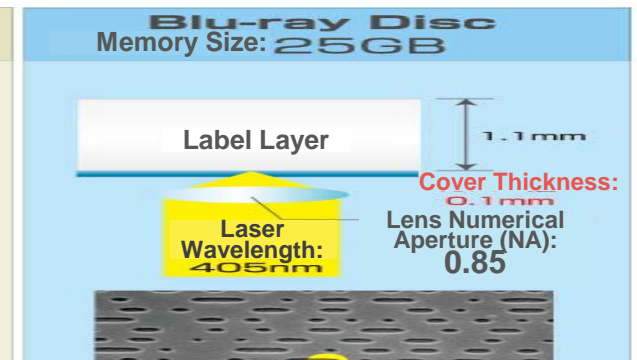 Blu-ray Disc
Memory Size: 25GB
Label Layer
1.1mm
Cover Thickness:
0.1mm
Lens Numerical
Aperture (NA):
0.85
Laser
Wavelength:
405nm